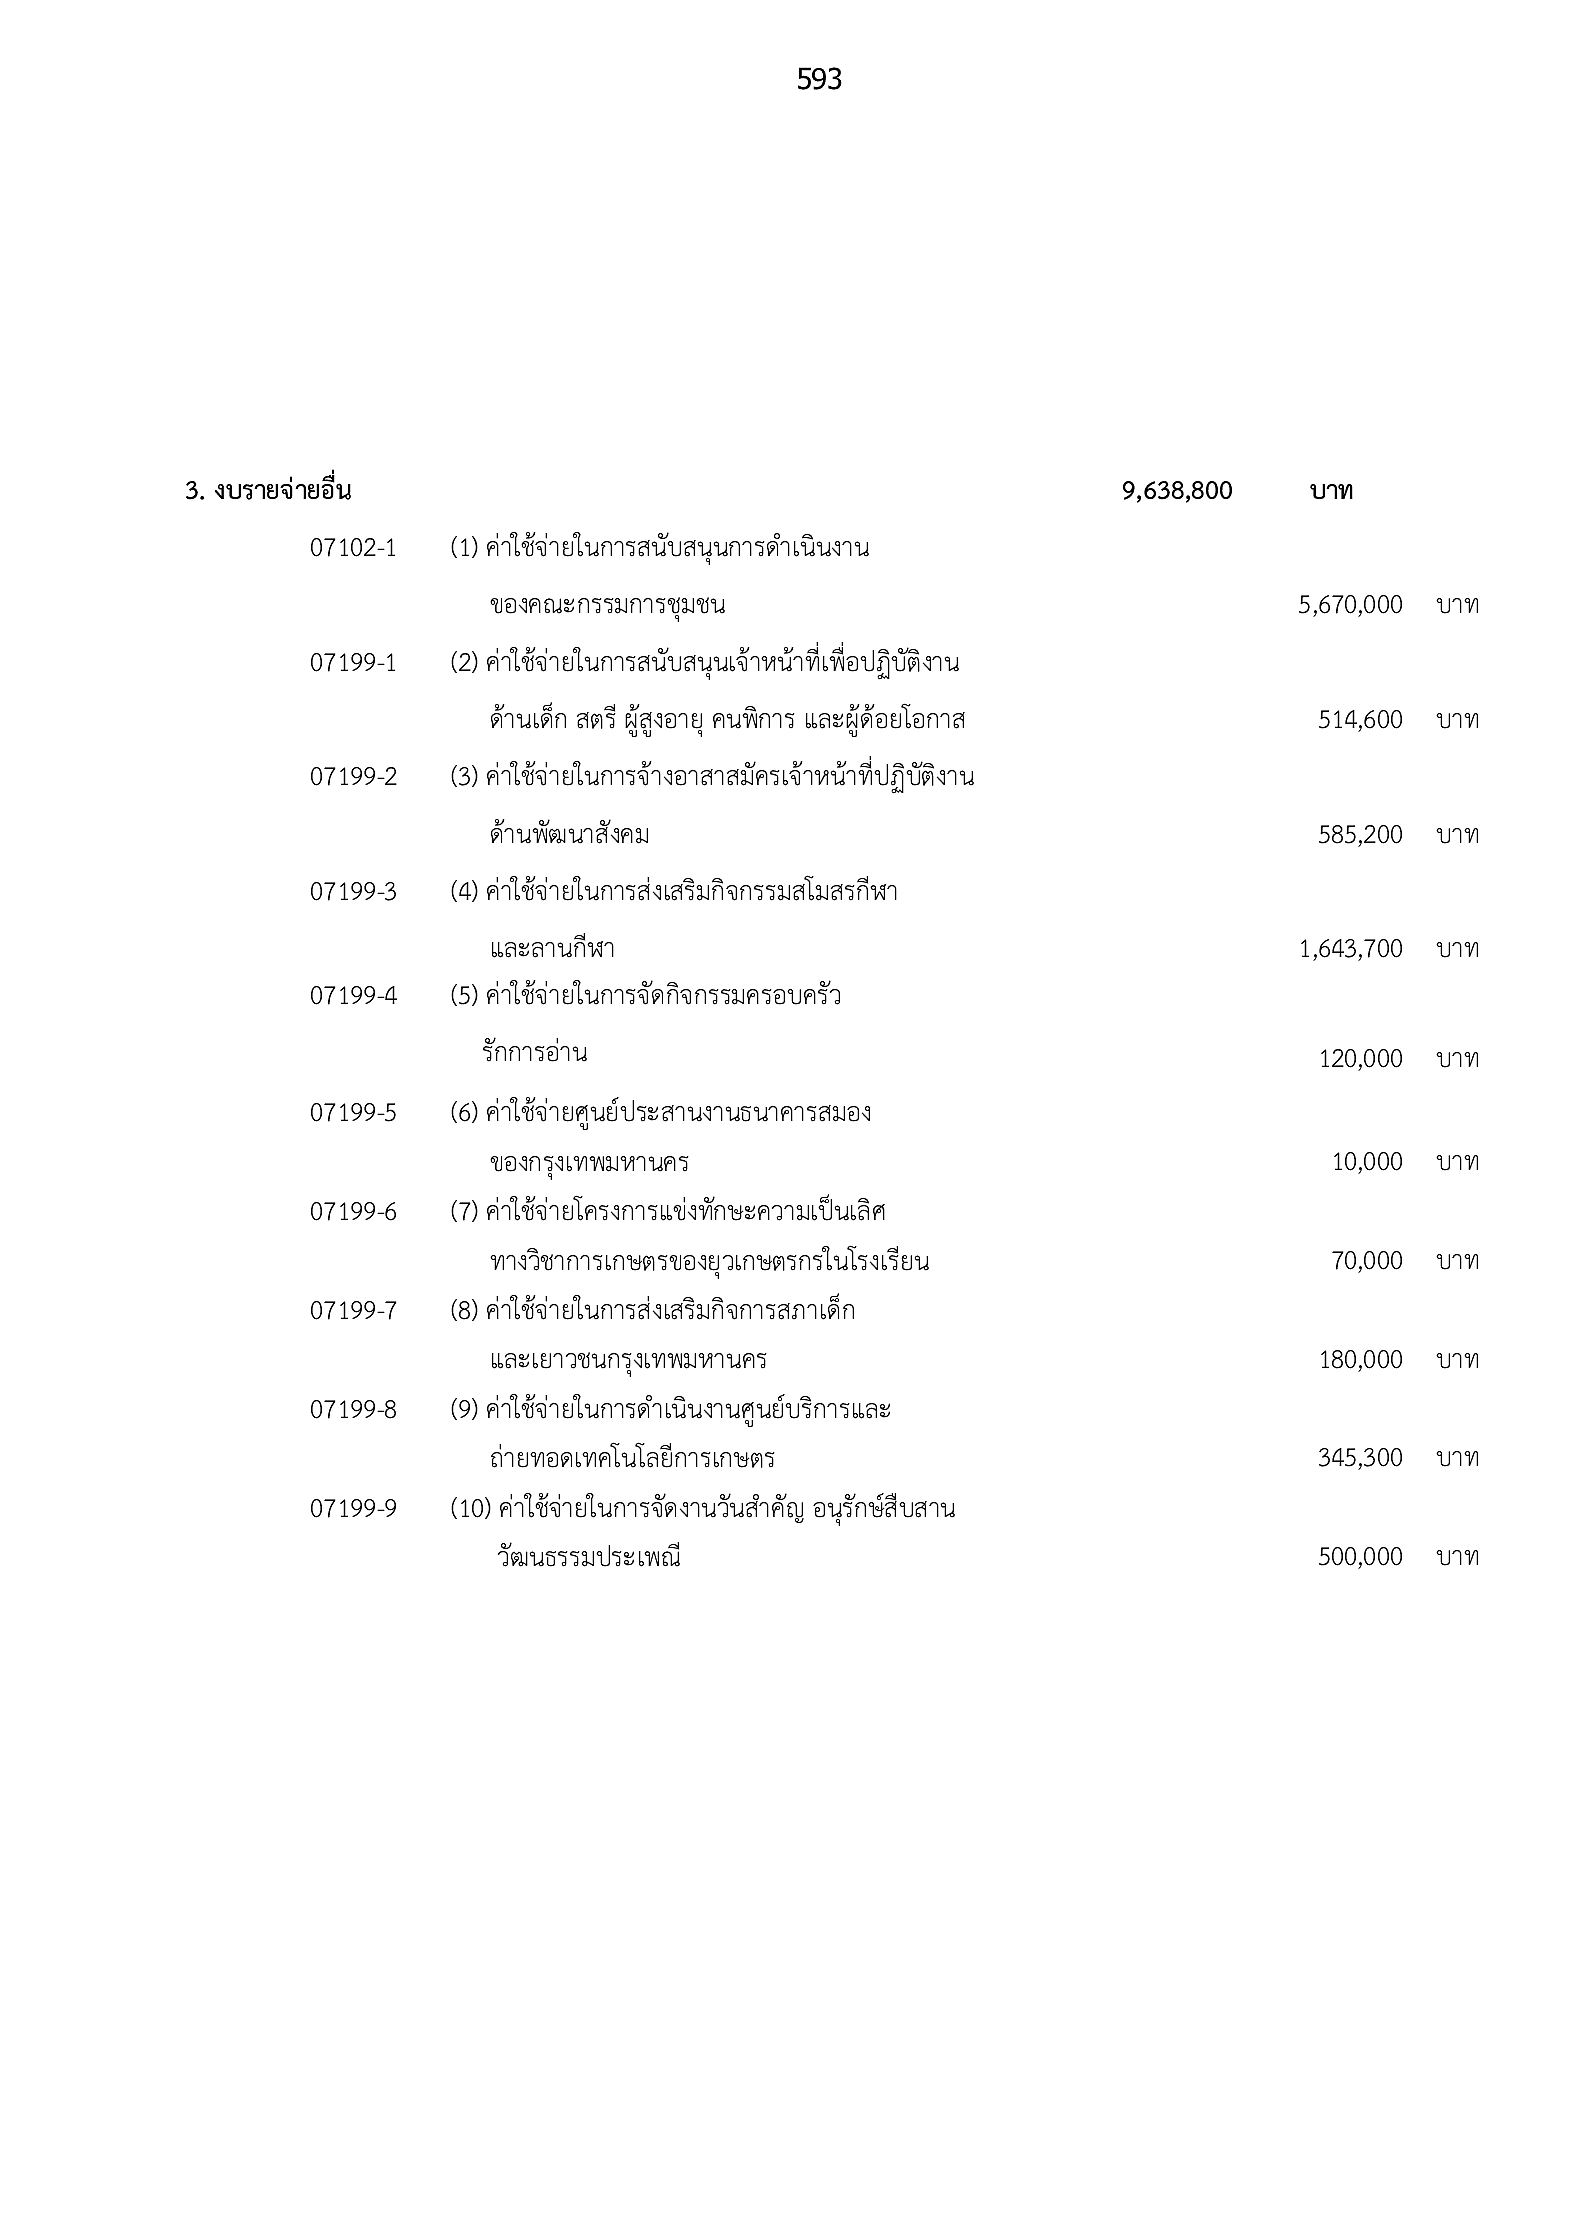 593
3. งบรายจ่ายอื่น 9,638,800 บาท
07102-1 (1) ค่าใช้จ่ายในการสนับสนุนการดำเนินงาน
ของคณะกรรมการชุมชน 5,670,000 บาท
07199-1 (2) ค่าใช้จ่ายในการสนับสนุนเจ้าหน้าที่เพื่อปฏิบัติงาน
ด้านเด็ก สตรี ผู้สูงอายุ คนพิการ และผู้ด้อยโอกาส 514,600 บาท
07199-2 (3) ค่าใช้จ่ายในการจ้างอาสาสมัครเจ้าหน้าที่ปฏิบัติงาน
ด้านพัฒนาสังคม 585,200 บาท
07199-3 (4) ค่าใช้จ่ายในการส่งเสริมกิจกรรมสโมสรกีฬา
และลานกีฬา 1,643,700 บาท
07199-4 (5) ค่าใช้จ่ายในการจัดกิจกรรมครอบครัว
รักการอ่าน 120,000 บาท
07199-5 (6) ค่าใช้จ่ายศูนย์ประสานงานธนาคารสมอง
ของกรุงเทพมหานคร 10,000 บาท
07199-6 (7) ค่าใช้จ่ายโครงการแข่งทักษะความเป็นเลิศ
ทางวิชาการเกษตรของยุวเกษตรกรในโรงเรียน 70,000 บาท
07199-7 (8) ค่าใช้จ่ายในการส่งเสริมกิจการสภาเด็ก
และเยาวชนกรุงเทพมหานคร 180,000 บาท
07199-8 (9) ค่าใช้จ่ายในการดำเนินงานศูนย์บริการและ
ถ่ายทอดเทคโนโลยีการเกษตร 345,300 บาท
07199-9 (10) ค่าใช้จ่ายในการจัดงานวันสำคัญ อนุรักษ์สืบสาน
วัฒนธรรมประเพณี 500,000 บาท